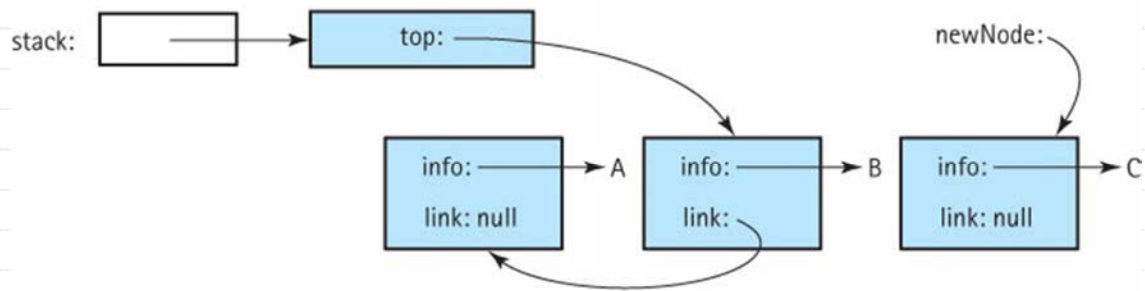 stack: top: newNode:
info: A info: B info: C
link: null link: link: null